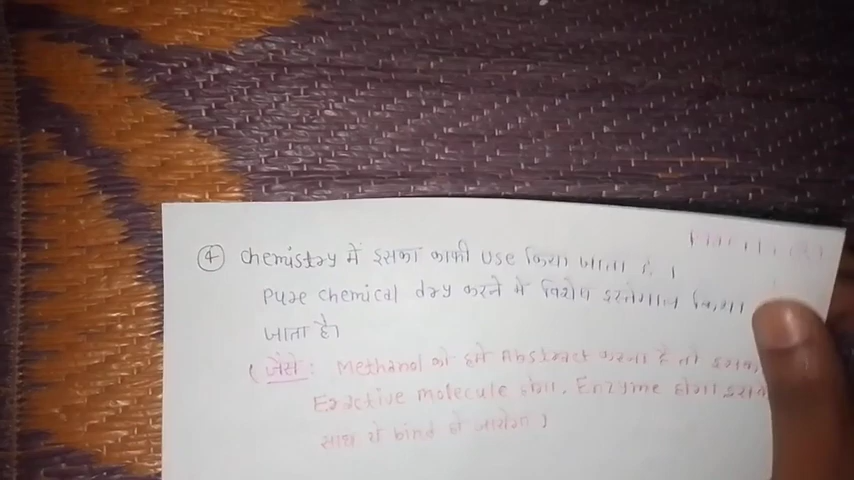 ④ Chemistry में इसका काफी use किया जाता है।
Pure chemical dry करने में विशेष इस्तेमाल किया
जाता है।
(जैसे: Methanol को हमे Abstract करना है तो इसका
Exactive molecule होगा. Enzyme होगा इसके
साथ ये bind हो जायेगा)